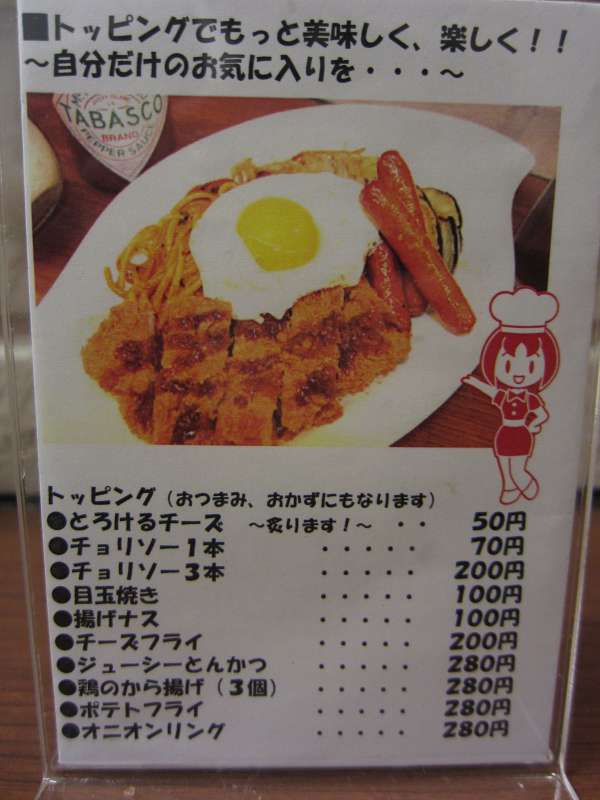 ■トッピングでもっと美味しく、楽しく！！
～自分だけのお気に入りを・・・～
TABASCO
BRAND
PEPPER SAUCE
トッピング（おつまみ、おかずにもなります）
●とろけるチーズ　～炙ります！～　・・　50円
●チョリソー１本　・・・・・　70円
●チョリソー３本　・・・・・　200円
●目玉焼き　・・・・・　100円
●揚げナス　・・・・・　100円
●チーズフライ　・・・・・　200円
●ジューシーとんかつ　・・・・・　280円
●鶏のから揚げ（３個）　・・・・・　280円
●ポテトフライ　・・・・・　280円
●オニオンリング　・・・・・　280円